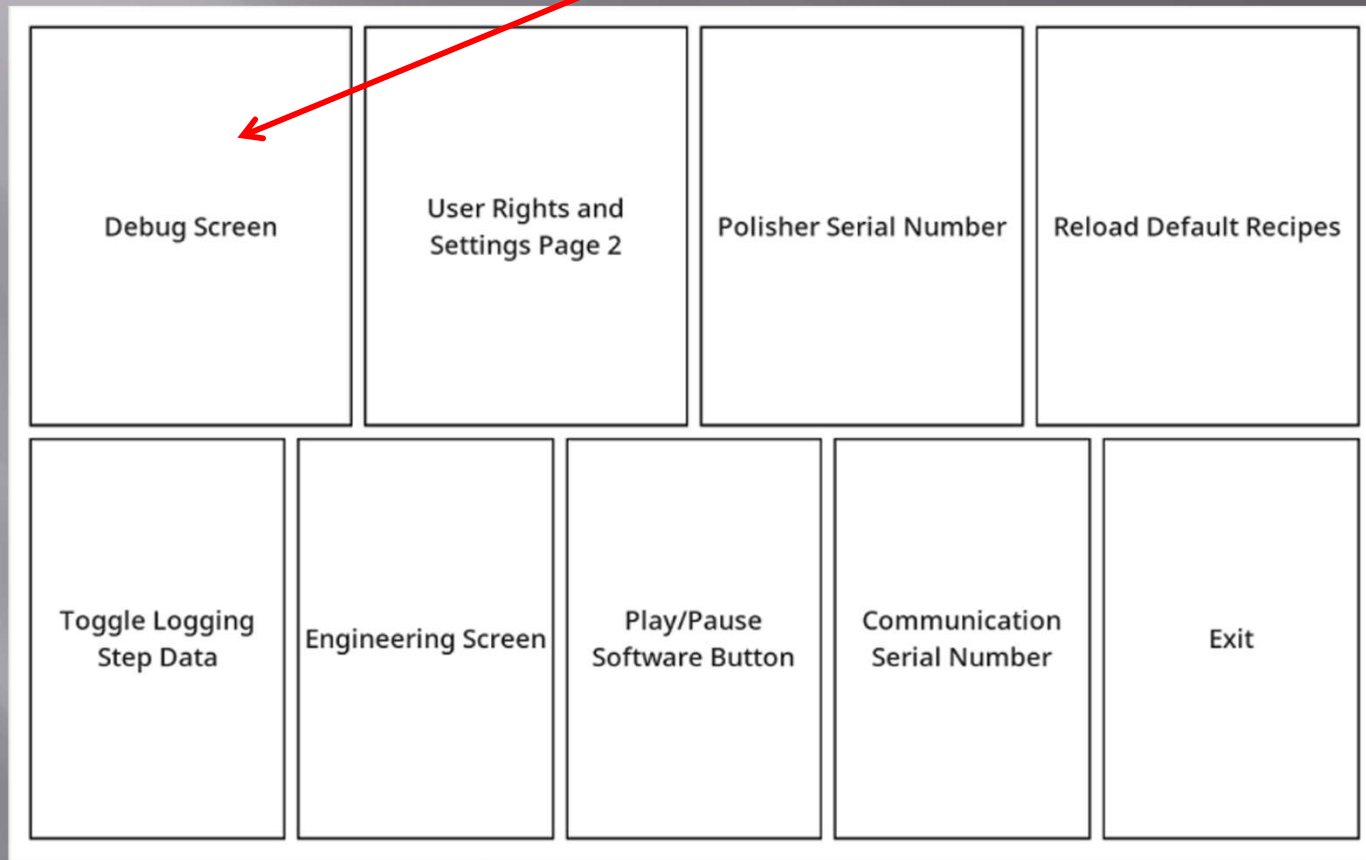 Debug Screen
User Rights and
Settings Page 2
Polisher Serial Number
Reload Default Recipes
Toggle Logging
Step Data
Engineering Screen
Play/Pause
Software Button
Communication
Serial Number
Exit